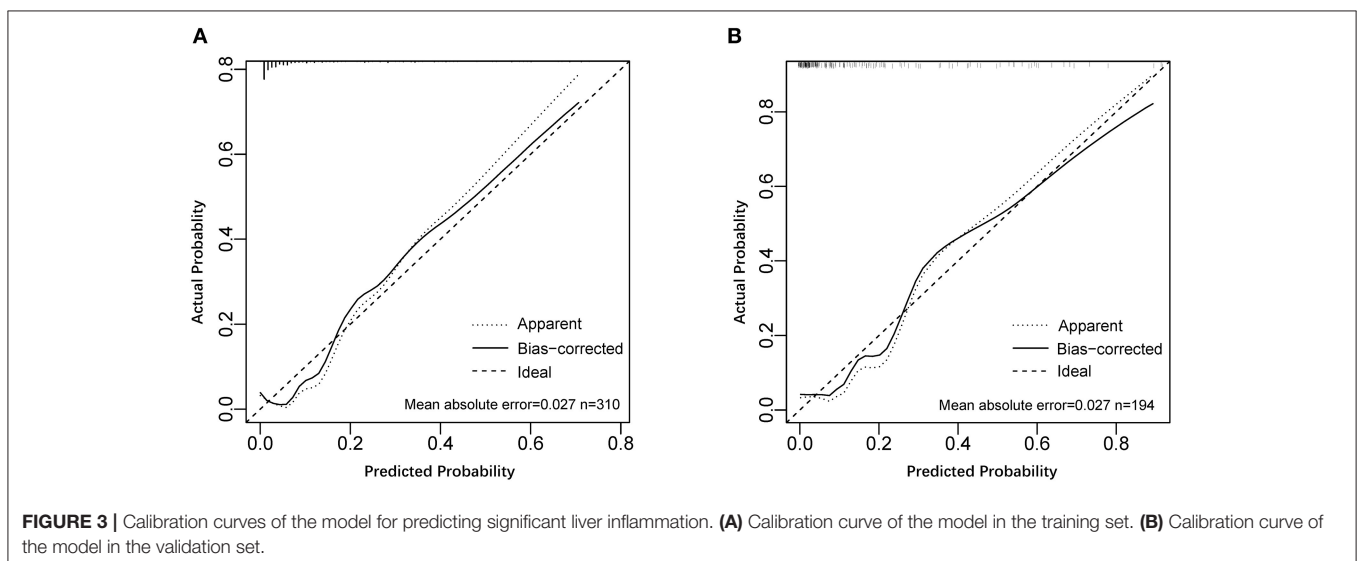 A
0.8
0.6
0.4
0.2
0.0
Actual Probablity
Apparent
Bias-corrected
Ideal
Mean absolute error=0.027 n=310
0.0 0.2 0.4 0.6 0.8
Predicted Probability
B
0.8
0.6
0.4
0.2
0.0
Actual Probability
Apparent
Bias-corrected
Ideal
Mean absolute error=0.027 n=194
0.0 0.2 0.4 0.6 0.8
Predicted Probability
FIGURE 3 | Calibration curves of the model for predicting significant liver inflammation. (A) Calibration curve of the model in the training set. (B) Calibration curve of
the model in the validation set.